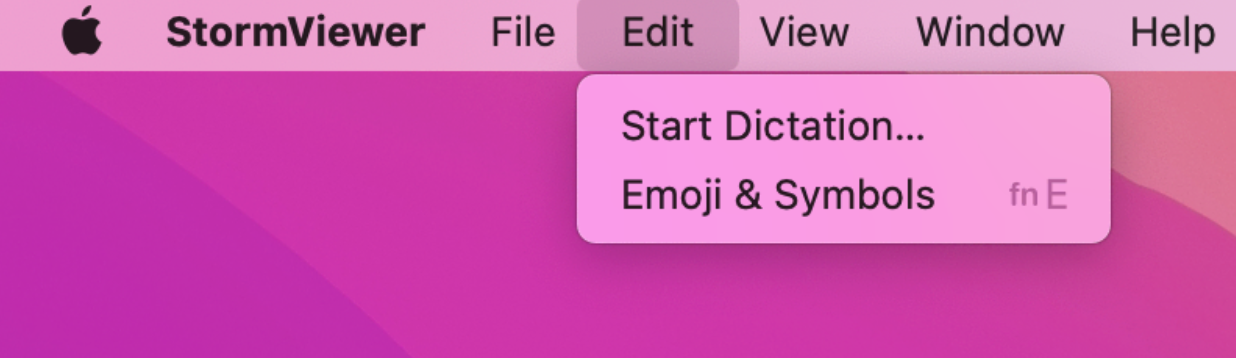 StormViewer File Edit View Window Help
Start Dictation...
Emoji & Symbols fn E